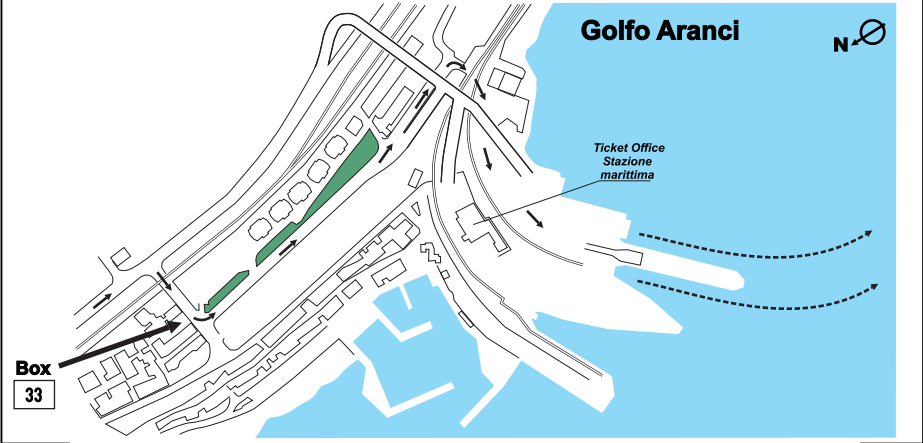 Golfo Aranci
N
Ticket Office
Stazione
marittima
Box
33